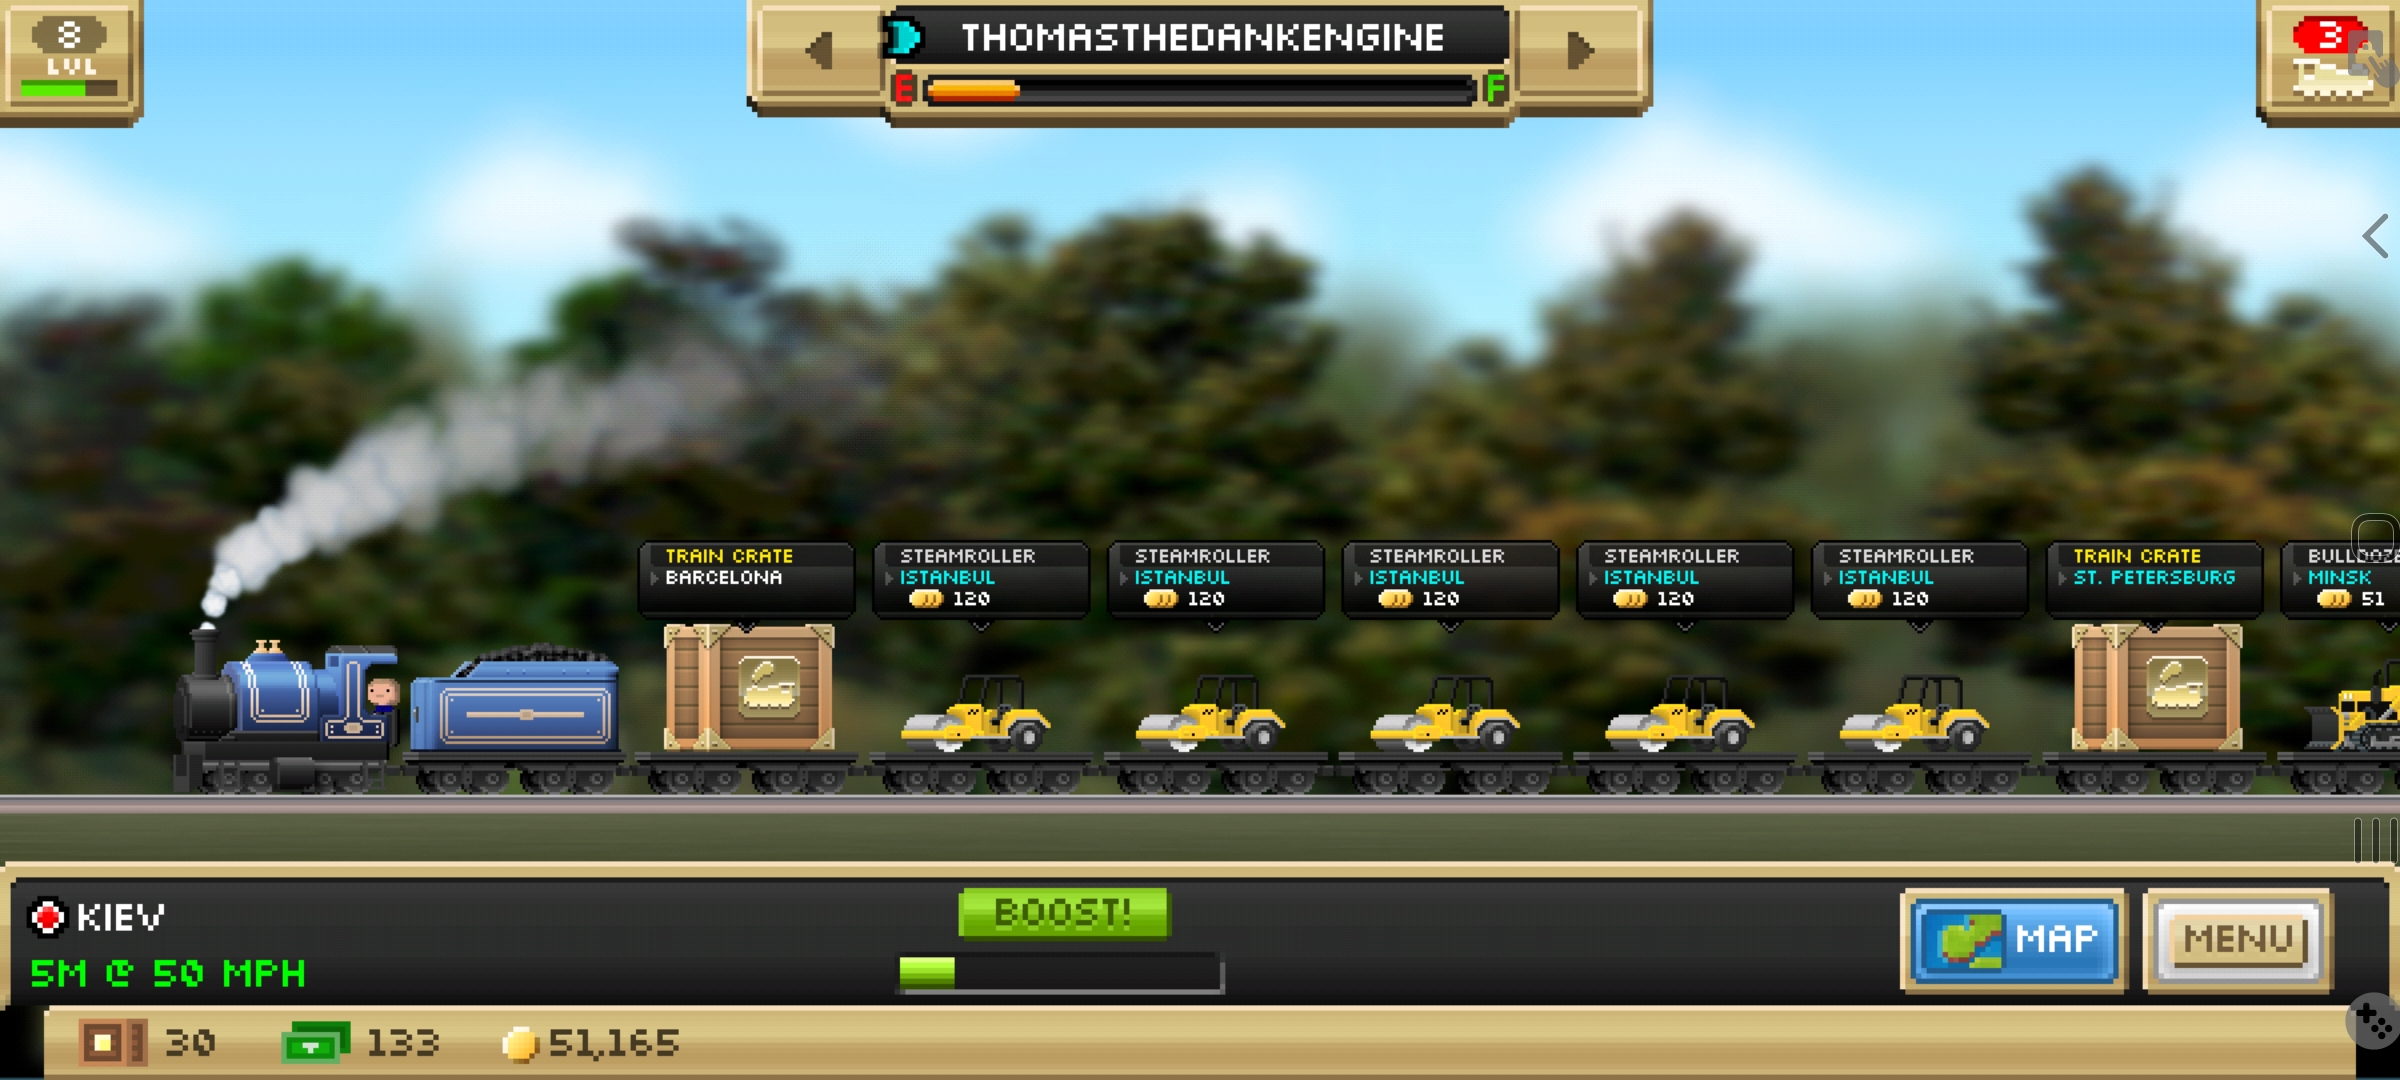 8
LVL
THOMASTHEDANKENGINE
E F
3
TRAIN CRATE
BARCELONA
STEAMROLLER
ISTANBUL
120
STEAMROLLER
ISTANBUL
120
STEAMROLLER
ISTANBUL
120
STEAMROLLER
ISTANBUL
120
STEAMROLLER
ISTANBUL
120
TRAIN CRATE
ST. PETERSBURG
MINSK
51
KIEV
5M @ 50 MPH
BOOST!
MAP
MENU
30
133
51,165